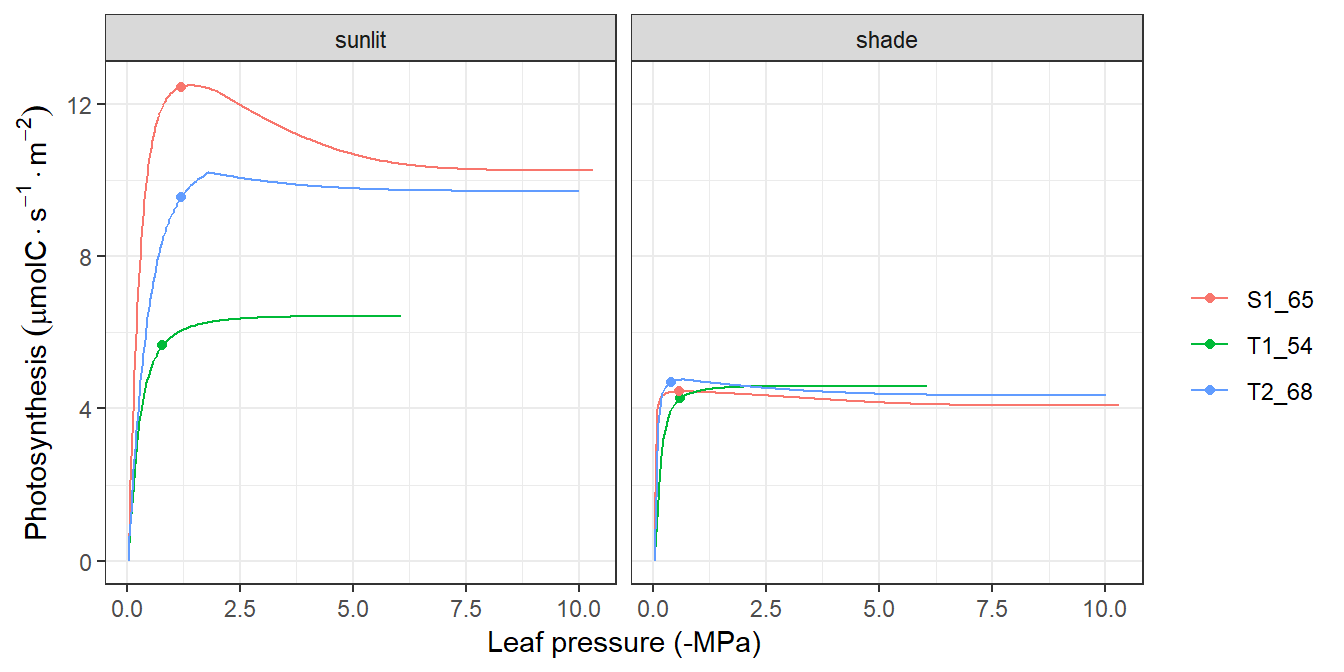 sunlit
shade
Photosynthesis (μmolC · s⁻¹ · m⁻²)
12
8
4
0
0.0 2.5 5.0 7.5 10.0
0.0 2.5 5.0 7.5 10.0
Leaf pressure (-MPa)
S1_65
T1_54
T2_68